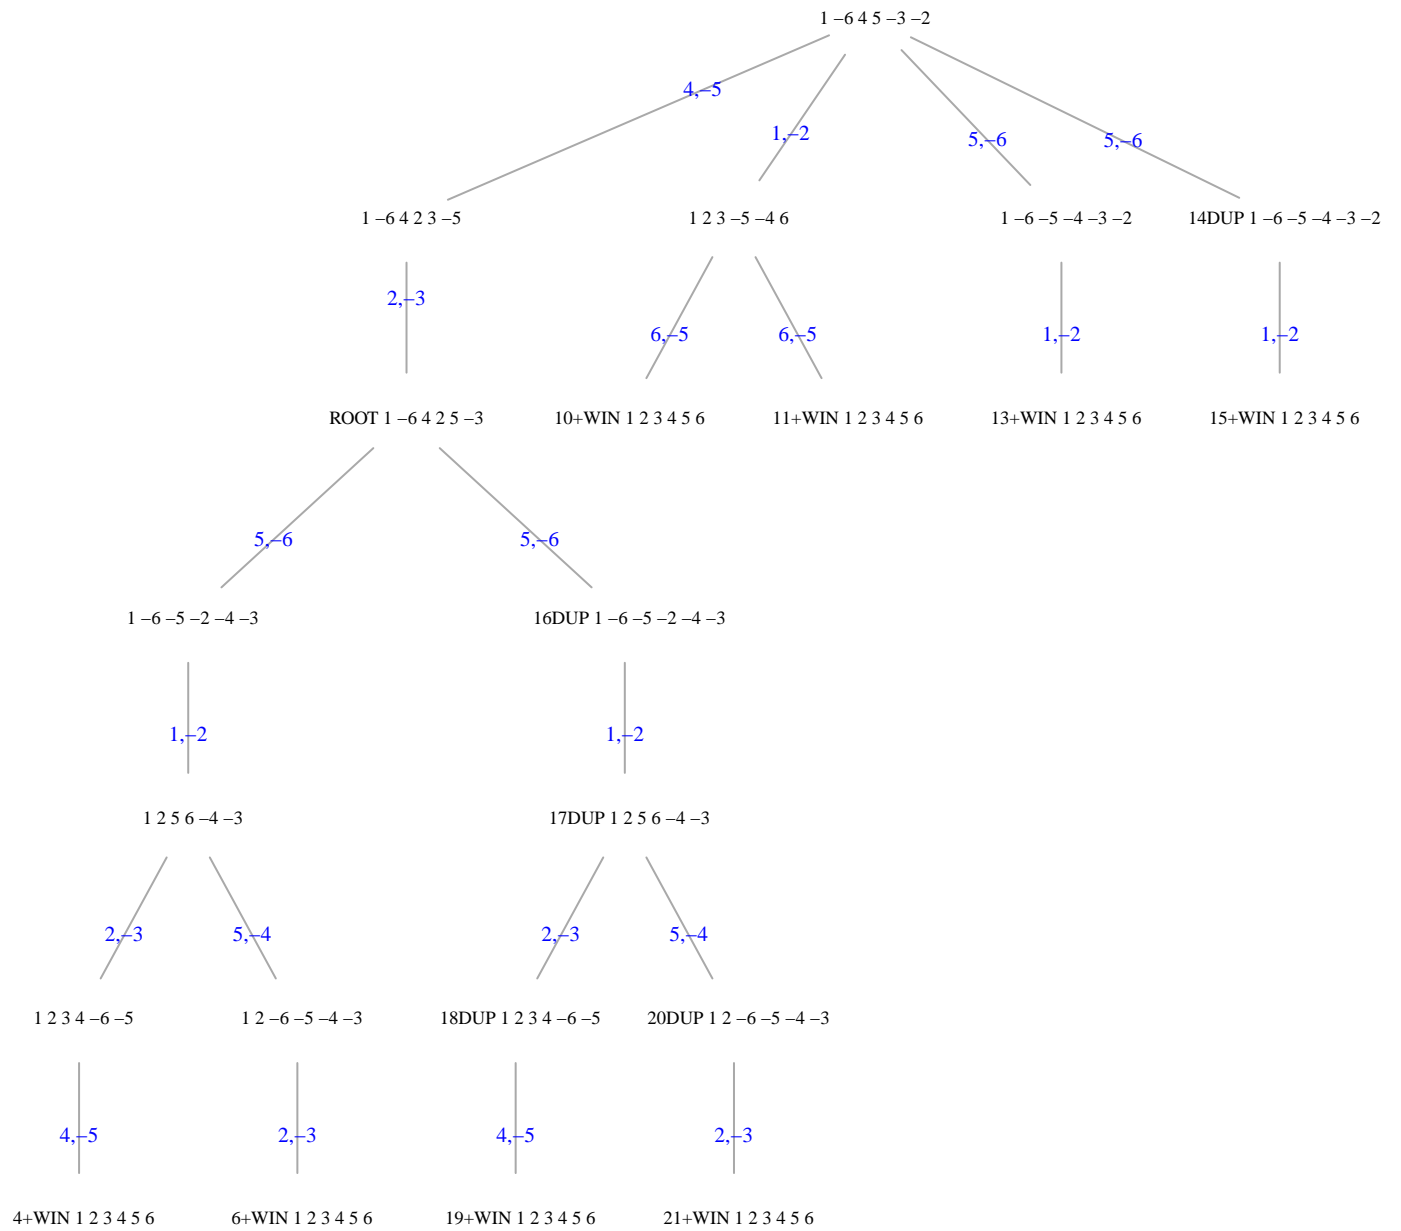 1 –6 4 5 –3 –2
4,–5
1,–2
5,–6
5,–6
1 –6 4 2 3 –5
1 2 3 –5 –4 6
1 –6 –5 –4 –3 –2
14DUP 1 –6 –5 –4 –3 –2
2,–3
6,–5
6,–5
1,–2
1,–2
ROOT 1 –6 4 2 5 –3
10+WIN 1 2 3 4 5 6
11+WIN 1 2 3 4 5 6
13+WIN 1 2 3 4 5 6
15+WIN 1 2 3 4 5 6
5,–6
5,–6
1 –6 –5 –2 –4 –3
16DUP 1 –6 –5 –2 –4 –3
1,–2
1,–2
1 2 5 6 –4 –3
17DUP 1 2 5 6 –4 –3
2,–3
5,–4
2,–3
5,–4
1 2 3 4 –6 –5
1 2 –6 –5 –4 –3
18DUP 1 2 3 4 –6 –5
20DUP 1 2 –6 –5 –4 –3
4,–5
2,–3
4,–5
2,–3
4+WIN 1 2 3 4 5 6
6+WIN 1 2 3 4 5 6
19+WIN 1 2 3 4 5 6
21+WIN 1 2 3 4 5 6